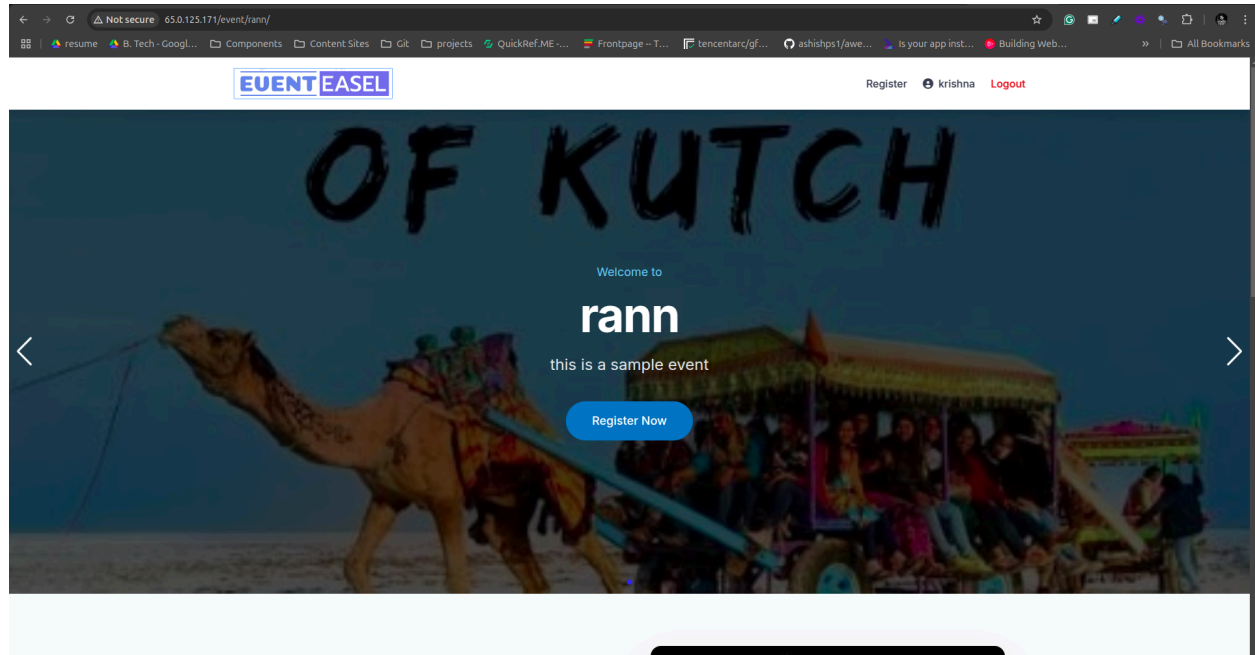 Not secure 65.0.125.171/event/rann/
resume B. Tech - Googl... Components Content Sites Git projects QuickRef.ME -... Frontpage -- T... tencentarc/gf... ashishps1/awe... Is your app inst... Building Web... » All Bookmarks
EVENT EASEL Register krishna Logout
OF KUTCH
Welcome to
rann
this is a sample event
Register Now